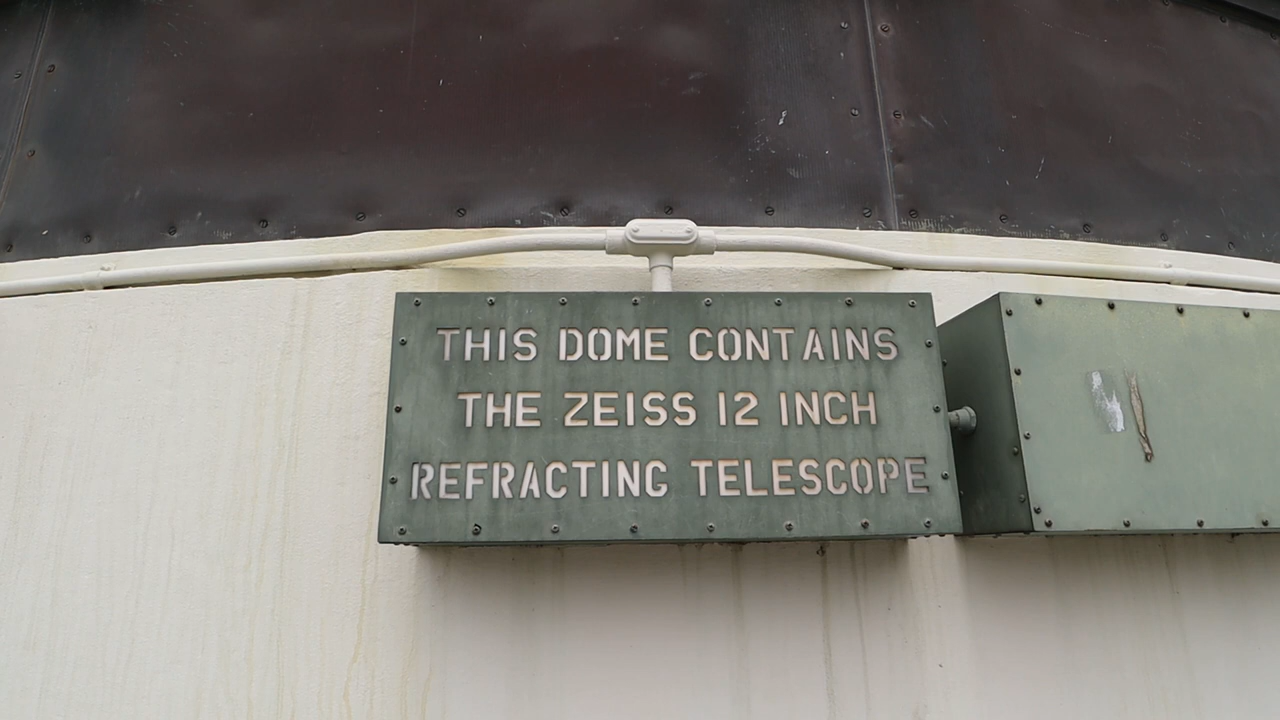 THIS DOME CONTAINS
THE ZEISS 12 INCH
REFRACTING TELESCOPE